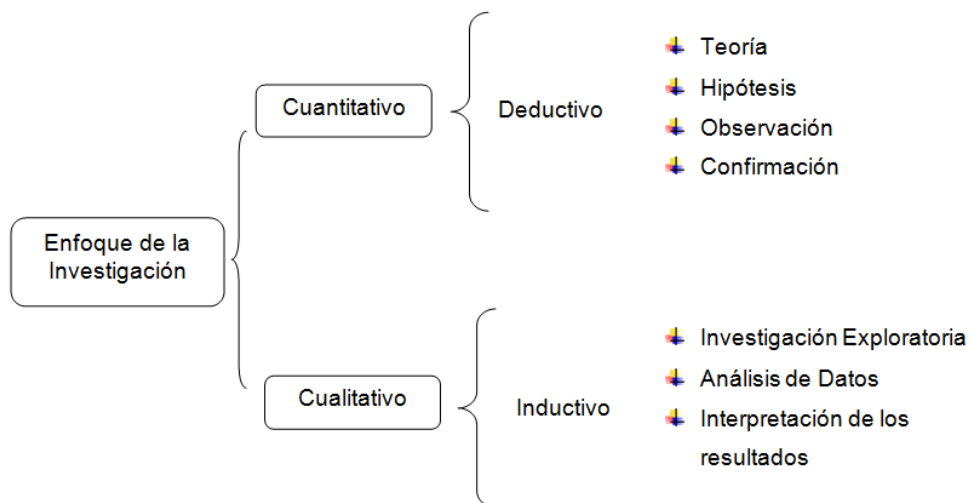 Enfoque de la
Investigación
Cuantitativo
Deductivo
Teoría
Hipótesis
Observación
Confirmación
Cualitativo
Inductivo
Investigación Exploratoria
Análisis de Datos
Interpretación de los
resultados